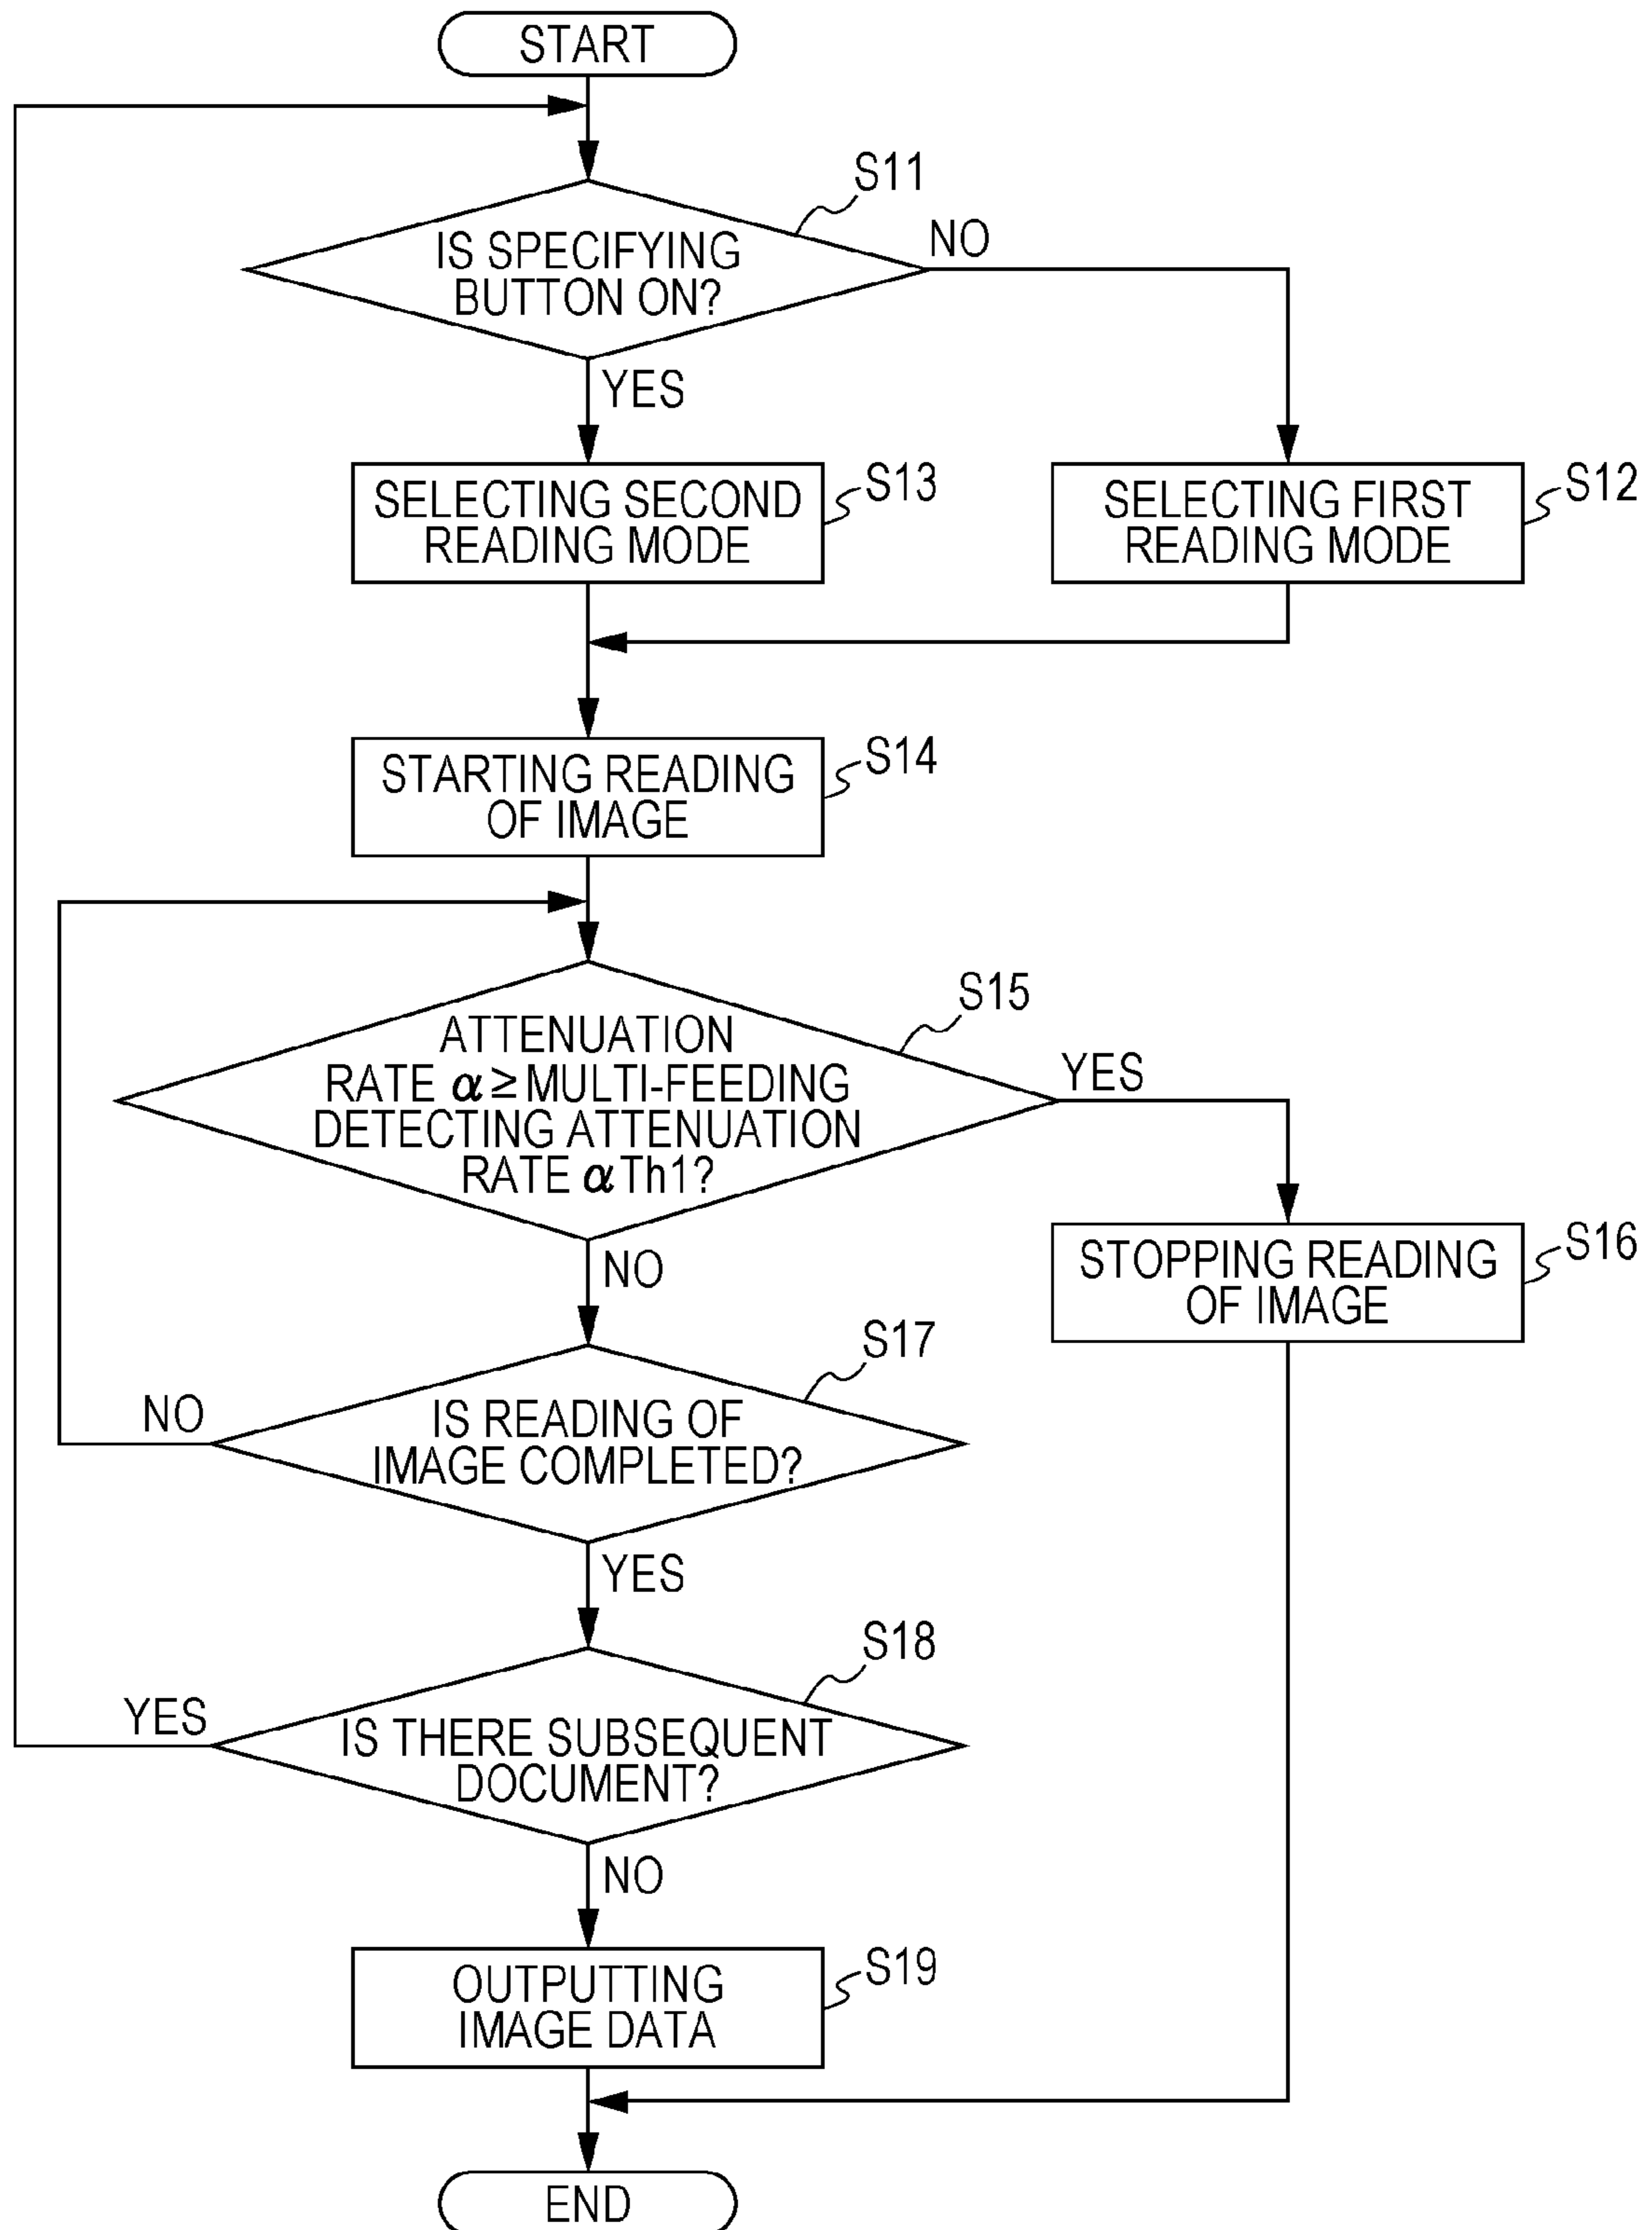 START
S11
IS SPECIFYING
BUTTON ON?
NO
YES
SELECTING SECOND
READING MODE
S13
SELECTING FIRST
READING MODE
S12
STARTING READING
OF IMAGE
S14
S15
ATTENUATION
RATE α ≥ MULTI-FEEDING
DETECTING ATTENUATION
RATE α Th1?
YES
NO
STOPPING READING
OF IMAGE
S16
S17
IS READING OF
IMAGE COMPLETED?
NO
YES
S18
IS THERE SUBSEQUENT
DOCUMENT?
YES
NO
OUTPUTTING
IMAGE DATA
S19
END